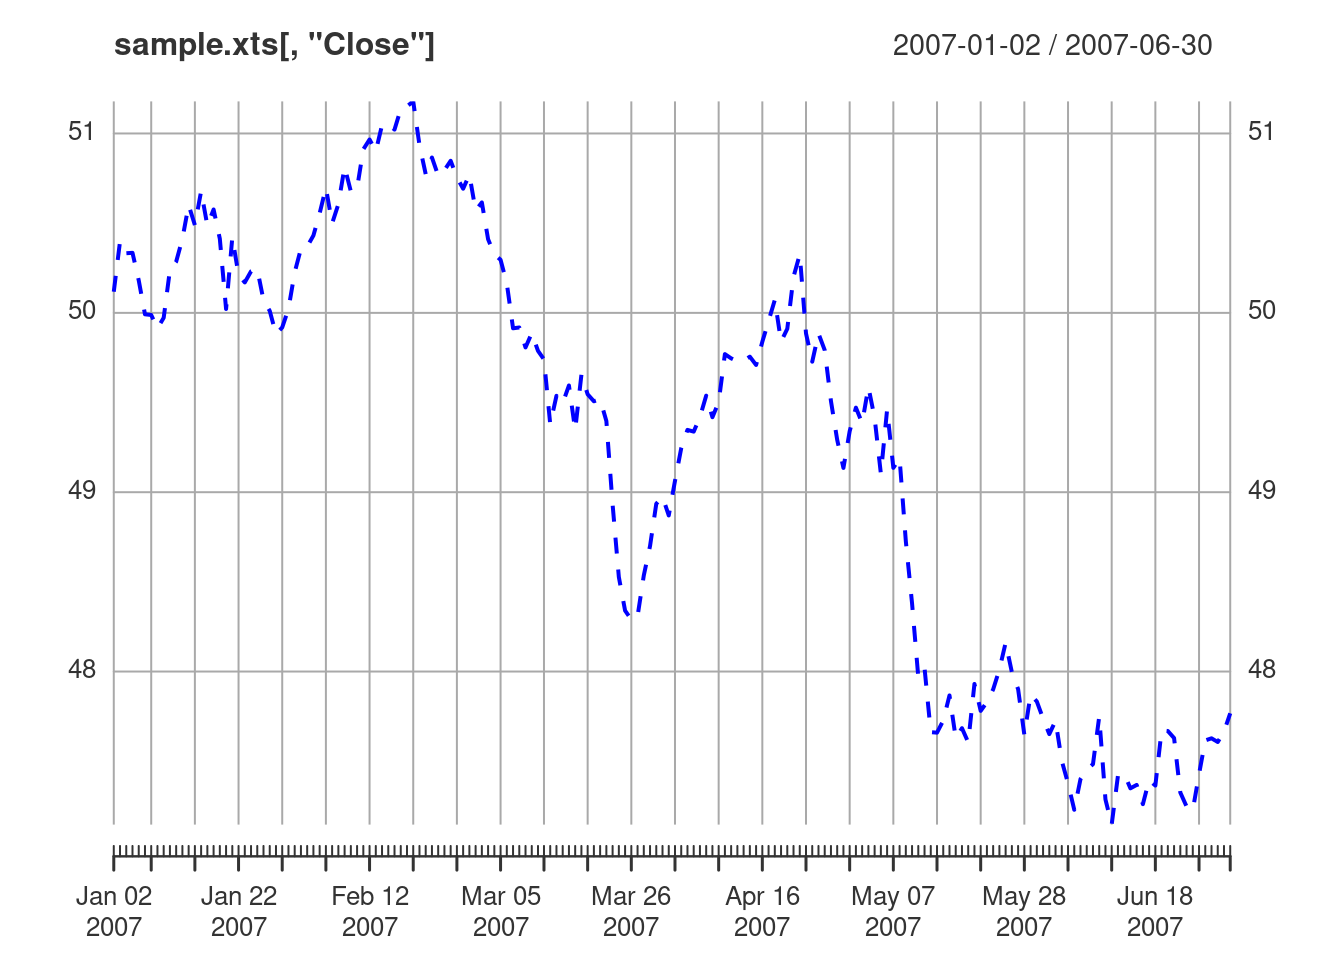 sample.xts[, "Close"] 2007-01-02 / 2007-06-30
51 51
50 50
49 49
48 48
Jan 02 Jan 22 Feb 12 Mar 05 Mar 26 Apr 16 May 07 May 28 Jun 18
2007 2007 2007 2007 2007 2007 2007 2007 2007